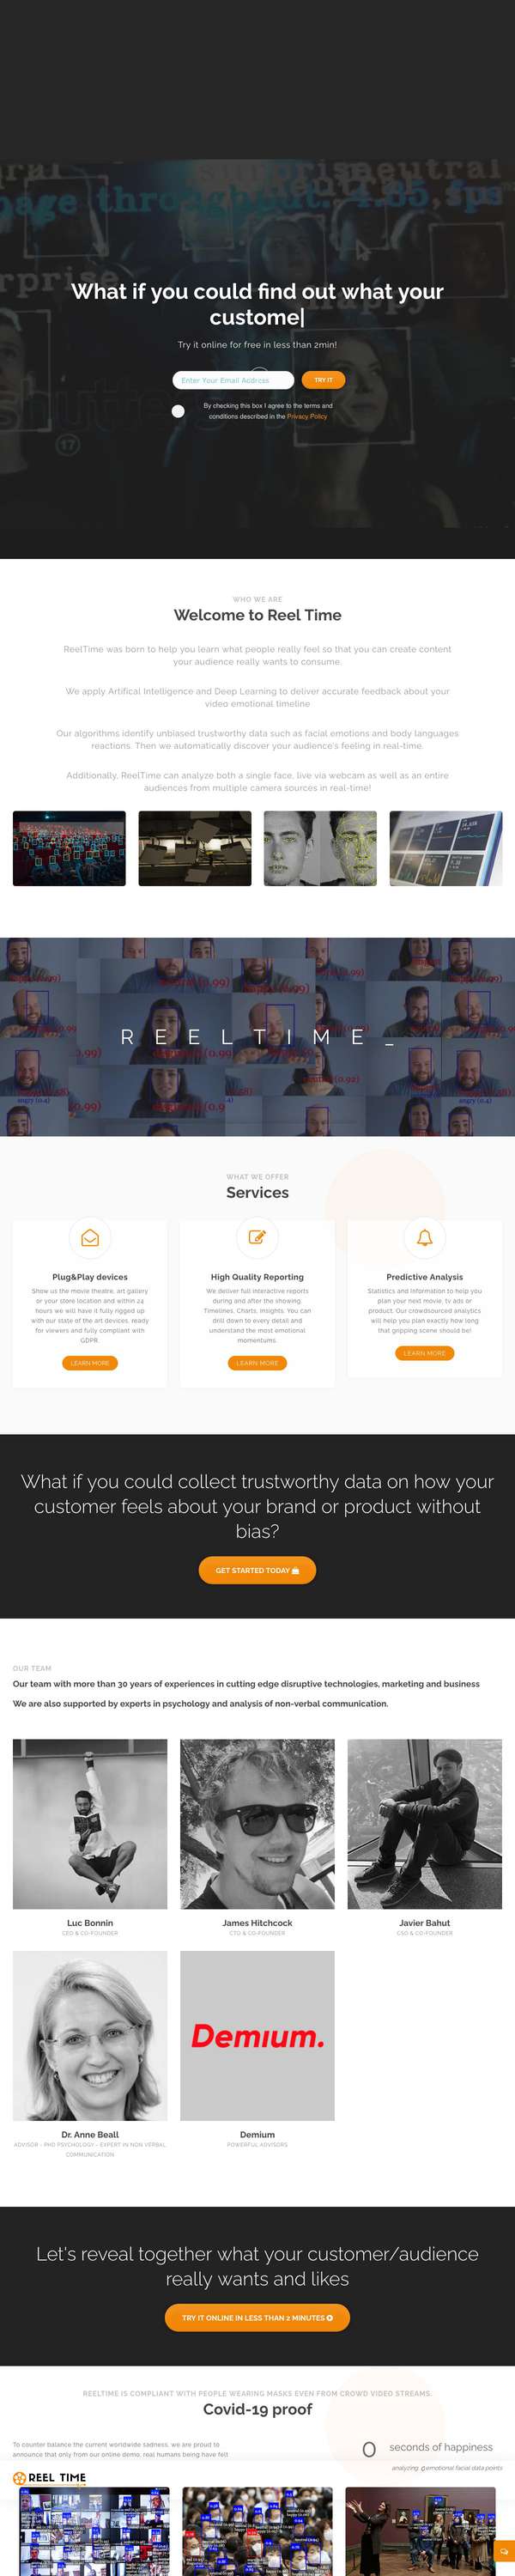 What if you could find out what your
custome|
Try it online for free in less than 2min!
Enter Your Email Address
TRY IT
By checking this box I agree to the terms and
conditions described in the Privacy Policy
17
WHO WE ARE
Welcome to Reel Time
ReelTime was born to help you learn what people really feel so that you can create content
your audience really wants to consume.
We apply Artifical Intelligence and Deep Learning to deliver accurate feedback about your
video emotional timeline
Our algorithms identify unbiased trustworthy data such as facial emotions and body languages
reactions. Then we automatically discover your audience's feeling in real-time.
Additionally, ReelTime can analyze both a single face, live via webcam as well as an entire
audiences from multiple camera sources in real-time!
REELTIME_
WHAT WE OFFER
Services
Plug&Play devices
Show us the movie theatre, art gallery
or your store location and within 24
hours we will have it fully rigged up
with our state of the art devices, ready
for viewers and fully compliant with
GDPR.
LEARN MORE
High Quality Reporting
We deliver full interactive reports
during and after the showing.
Timelines. Charts. Insights. You can
drill down to every detail and
understand the most emotional
momentums.
LEARN MORE
Predictive Analysis
Statistics and Information to help you
plan your next movie, tv ads or
product. Our crowdsourced analytics
will help you plan exactly how long
that gripping scene should be!
LEARN MORE
What if you could collect trustworthy data on how your
customer feels about your brand or product without
bias?
GET STARTED TODAY
OUR TEAM
Our team with more than 30 years of experiences in cutting edge disruptive technologies, marketing and business
We are also supported by experts in psychology and analysis of non-verbal communication.
Luc Bonnin
CEO & CO-FOUNDER
James Hitchcock
CTO & CO-FOUNDER
Javier Bahut
CSO & CO-FOUNDER
Demium.
Dr. Anne Beall
ADVISOR - PHD PSYCHOLOGY - EXPERT IN NON VERBAL
COMMUNICATION
Demium
POWERFUL ADVISORS
Let's reveal together what your customer/audience
really wants and likes
TRY IT ONLINE IN LESS THAN 2 MINUTES
REELTIME IS COMPLIANT WITH PEOPLE WEARING MASKS EVEN FROM CROWD VIDEO STREAMS.
Covid-19 proof
To counter balance the current worldwide sadness, we are proud to
announce that only from our online demo, real humans being have felt
0 seconds of happiness
analyzing 0 emotional facial data points
REEL TIME